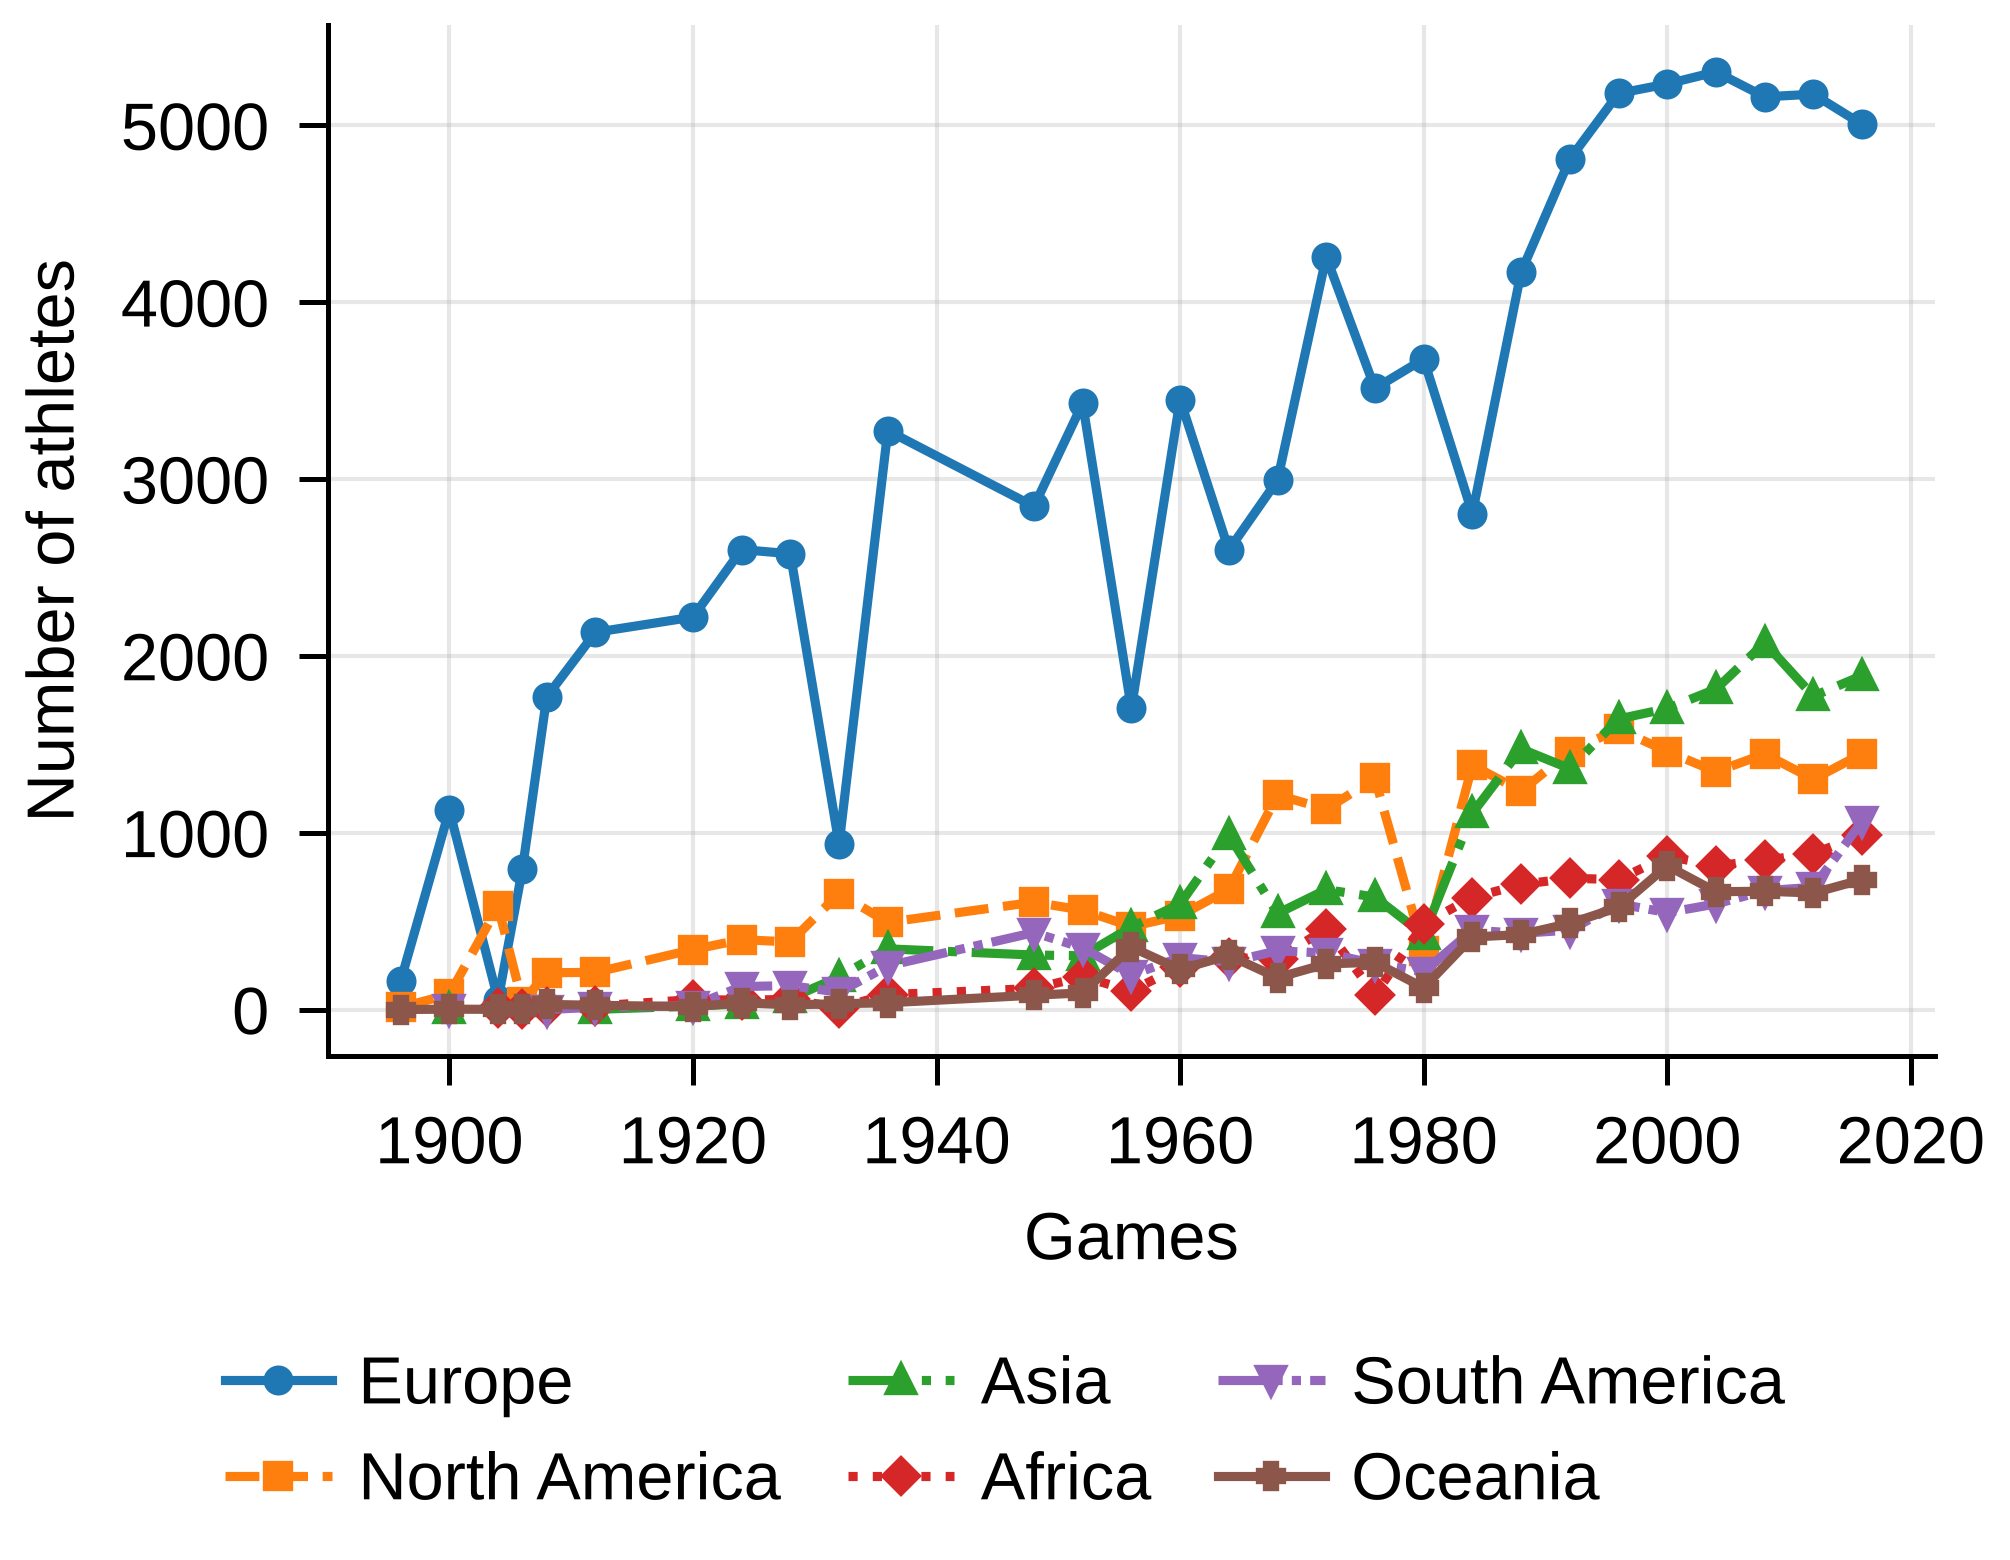 Number of athletes
5000
4000
3000
2000
1000
0
1900 1920 1940 1960 1980 2000 2020
Games
Europe Asia South America
North America Africa Oceania